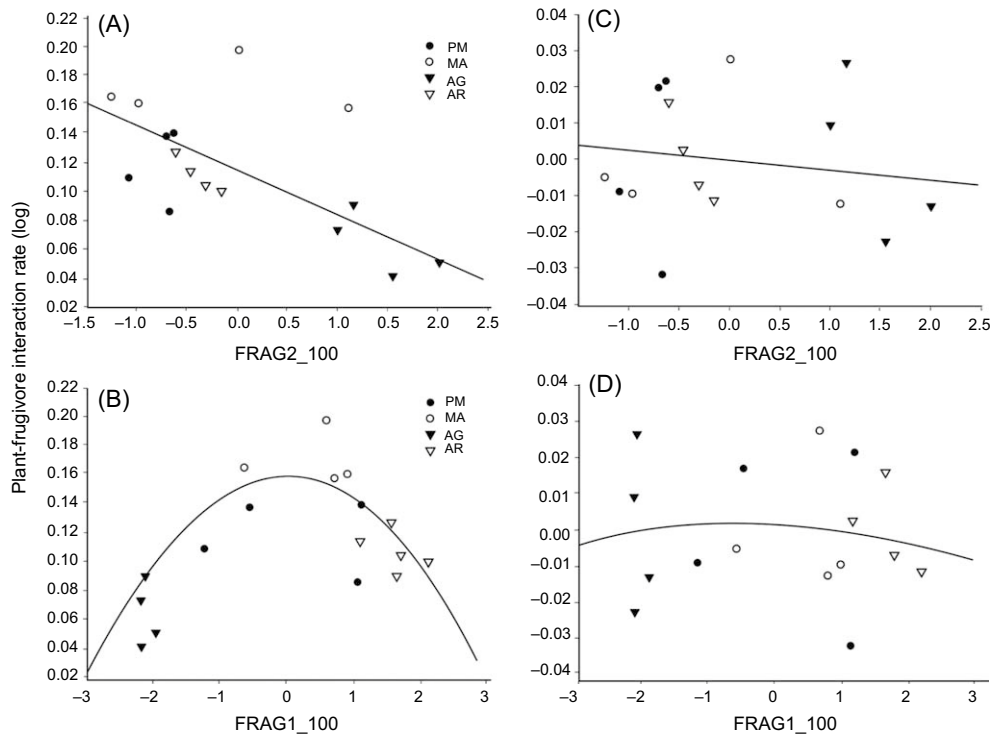 Plant-frugivore interaction rate (log)
(A)
0.22
0.20
0.18
0.16
0.14
0.12
0.10
0.08
0.06
0.04
0.02
PM
MA
AG
AR
–1.5 –1.0 –0.5 0.0 0.5 1.0 1.5 2.0 2.5
FRAG2_100
(C)
0.04
0.03
0.02
0.01
0.00
–0.01
–0.02
–0.03
–0.04
–1.0 –0.5 0.0 0.5 1.0 1.5 2.0 2.5
FRAG2_100
(B)
0.22
0.20
0.18
0.16
0.14
0.12
0.10
0.08
0.06
0.04
0.02
PM
MA
AG
AR
–3 –2 –1 0 1 2 3
FRAG1_100
(D)
0.04
0.03
0.02
0.01
0.00
–0.01
–0.02
–0.03
–0.04
–3 –2 –1 0 1 2 3
FRAG1_100